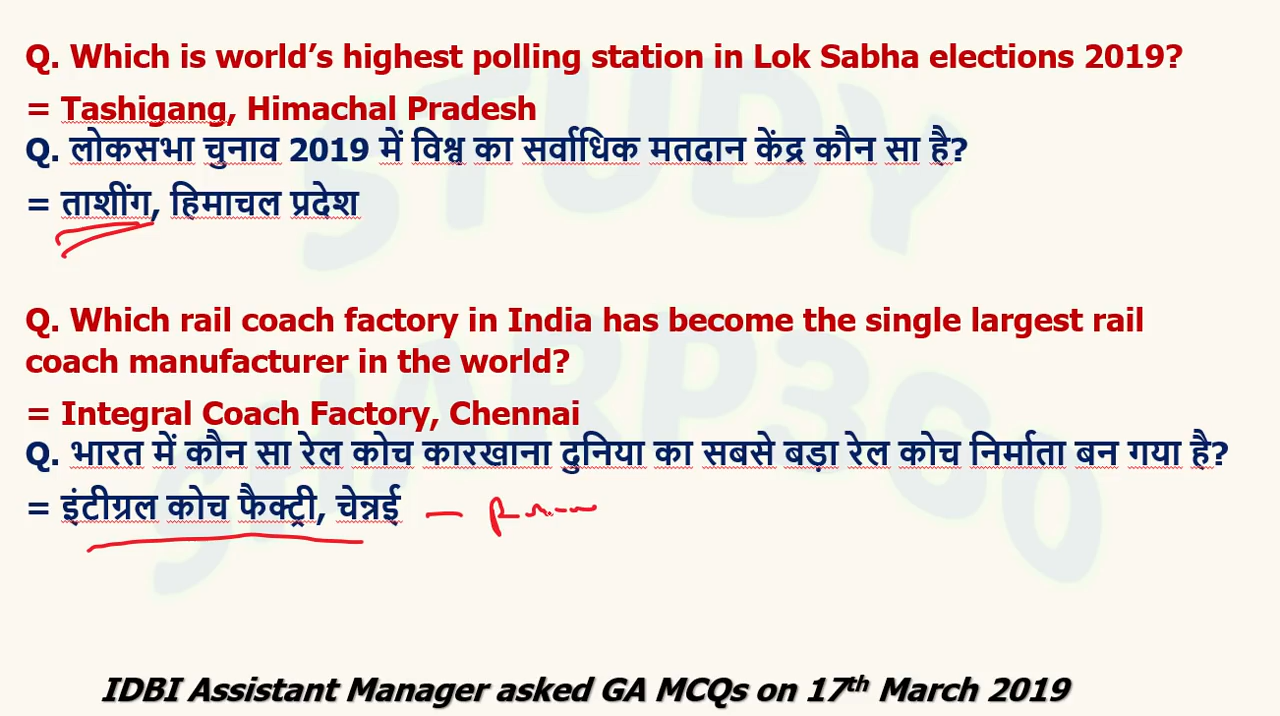 Q. Which is world’s highest polling station in Lok Sabha elections 2019?
= Tashigang, Himachal Pradesh
Q. लोकसभा चुनाव 2019 में विश्व का सर्वाधिक मतदान केंद्र कौन सा है?
= ताशींग, हिमाचल प्रदेश
Q. Which rail coach factory in India has become the single largest rail
coach manufacturer in the world?
= Integral Coach Factory, Chennai
Q. भारत में कौन सा रेल कोच कारखाना दुनिया का सबसे बड़ा रेल कोच निर्माता बन गया है?
= इंटीग्रल कोच फैक्ट्री, चेन्नई
IDBI Assistant Manager asked GA MCQs on 17th March 2019
STUDY
SHARP360